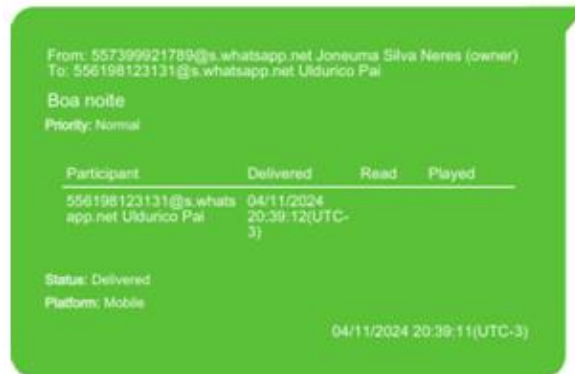 From: 557399921789@s.whatsapp.net Joneuma Silva Neres (owner)
To: 556198123131@s.whatsapp.net Uldurico Pai
Boa noite
Priority: Normal
Participant Delivered Read Played
556198123131@s.whats 04/11/2024
app.net Uldurico Pai 20:39:12(UTC-
3)
Status: Delivered
Platform: Mobile
04/11/2024 20:39:11(UTC-3)